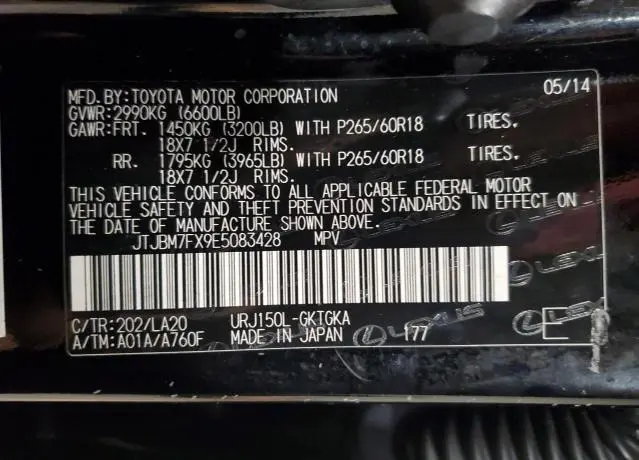 MFD.BY:TOYOTA MOTOR CORPORATION 05/14
GVWR:2990KG (6600LB)
GAWR:FRT. 1450KG (3200LB) WITH P265/60R18 TIRES.
18X7 1/2J RIMS.
RR. 1795KG (3965LB) WITH P265/60R18 TIRES.
18X7 1/2J RIMS.
THIS VEHICLE CONFORMS TO ALL APPLICABLE FEDERAL MOTOR
VEHICLE SAFETY AND THEFT PREVENTION STANDARDS IN EFFECT ON
THE DATE OF MANUFACTURE SHOWN ABOVE.
JTJBM7FX9E5083428 MPV
C/TR:202/LA20 URJ150L-GKTGKA
A/TM:A01A/A760F MADE IN JAPAN 177 E
LEXUS
LEXUS